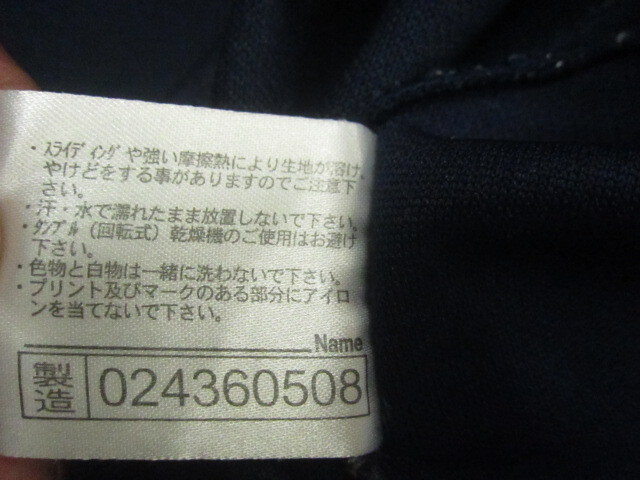 ・ｽﾗｲﾃﾞｨﾝｸﾞや強い摩擦熱により生地が溶け、
やけどをする事がありますのでご注意下
さい。
・汗・水で濡れたまま放置しないで下さい。
・ﾀﾝﾌﾞﾙ（回転式）乾燥機のご使用はお避け
下さい。
・色物と白物は一緒に洗わないで下さい。
・プリント及びマークのある部分にアイロ
ンを当てないで下さい。
Name
製造 024360508